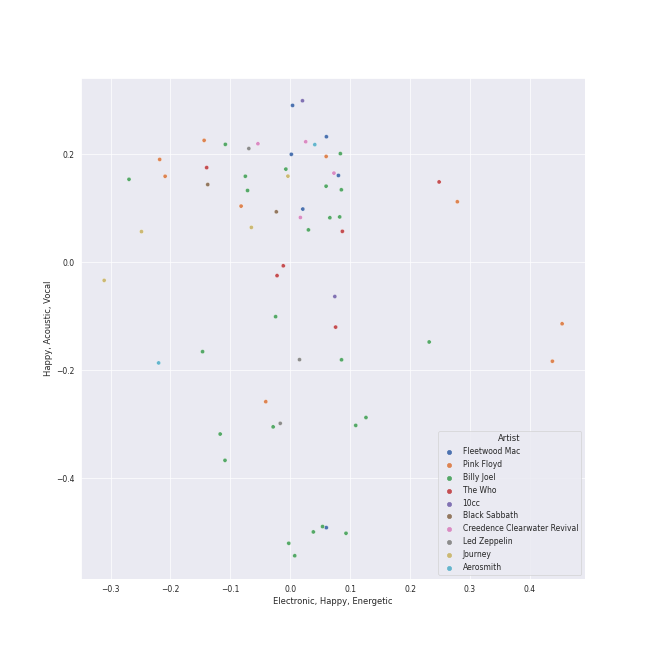 0.2
0.0
−0.2
−0.4
Happy, Acoustic, Vocal
Artist
Fleetwood Mac
Pink Floyd
Billy Joel
The Who
10cc
Black Sabbath
Creedence Clearwater Revival
Led Zeppelin
Journey
Aerosmith
−0.3 −0.2 −0.1 0.0 0.1 0.2 0.3 0.4
Electronic, Happy, Energetic